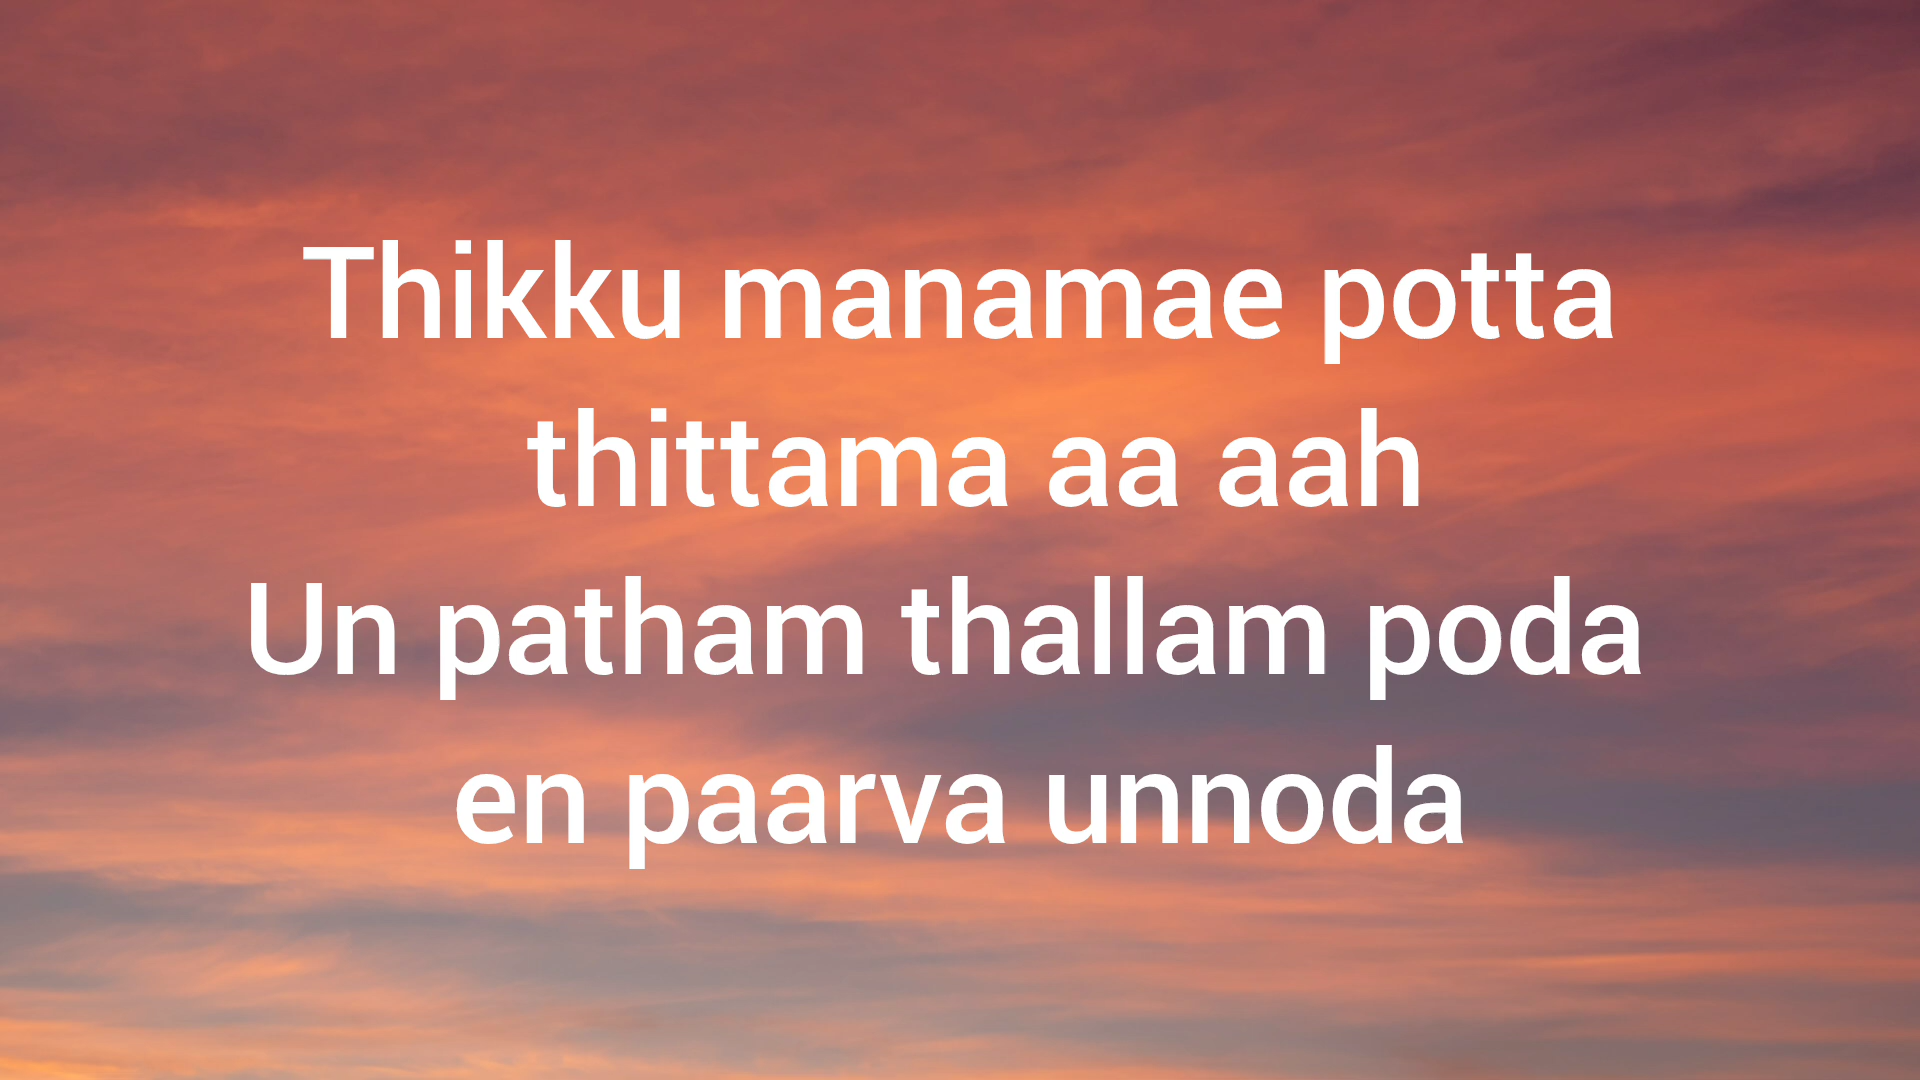 Thikku manamae potta
thittama aa aah
Un patham thallam poda
en paarva unnoda